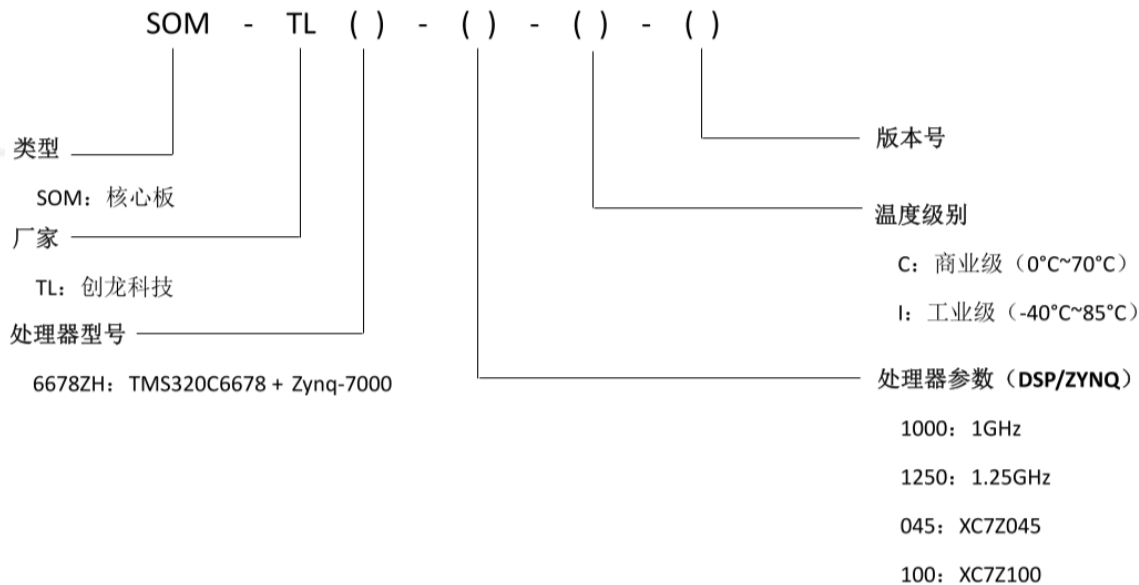 SOM - TL ( ) - ( ) - ( ) - ( )
类型
SOM：核心板
厂家
TL：创龙科技
处理器型号
6678ZH：TMS320C6678 + Zynq-7000
版本号
温度级别
C：商业级（0°C~70°C）
I：工业级（-40°C~85°C）
处理器参数（DSP/ZYNQ）
1000：1GHz
1250：1.25GHz
045：XC7Z045
100：XC7Z100